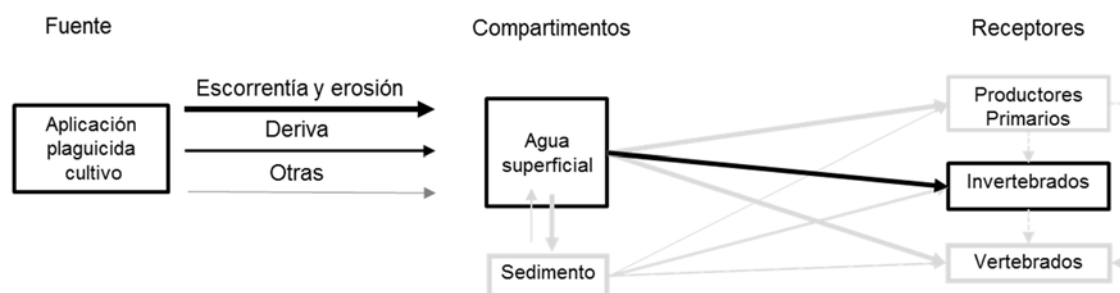 Fuente
Compartimentos
Receptores
Escorrentía y erosión
Deriva
Otras
Aplicación
plaguicida
cultivo
Agua
superficial
Sedimento
Productores
Primarios
Invertebrados
Vertebrados